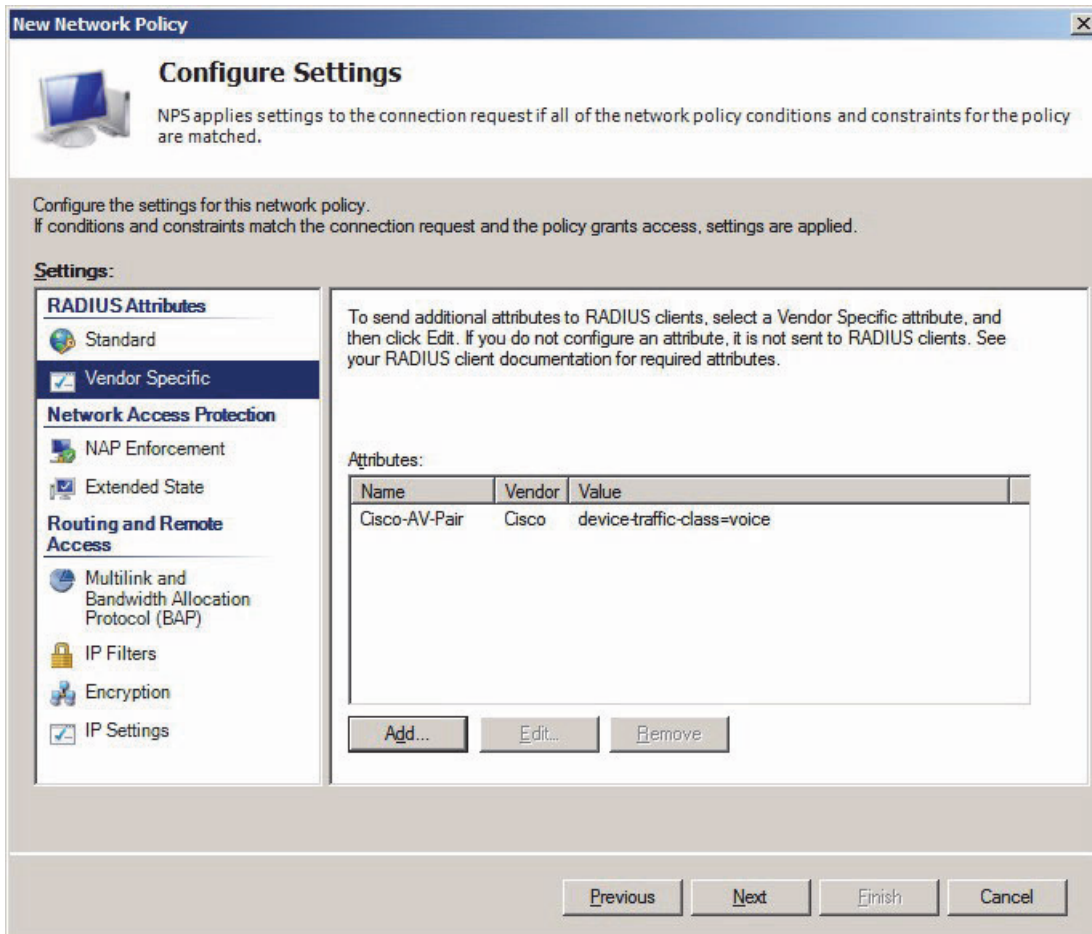 New Network Policy
Configure Settings
NPS applies settings to the connection request if all of the network policy conditions and constraints for the policy
are matched.
Configure the settings for this network policy.
If conditions and constraints match the connection request and the policy grants access, settings are applied.
Settings:
RADIUS Attributes
Standard
Vendor Specific
Network Access Protection
NAP Enforcement
Extended State
Routing and Remote
Access
Multilink and
Bandwidth Allocation
Protocol (BAP)
IP Filters
Encryption
IP Settings
To send additional attributes to RADIUS clients, select a Vendor Specific attribute, and
then click Edit. If you do not configure an attribute, it is not sent to RADIUS clients. See
your RADIUS client documentation for required attributes.
Attributes:
Name Vendor Value
Cisco-AV-Pair Cisco device-traffic-class=voice
Add... Edit... Remove
Previous Next Finish Cancel